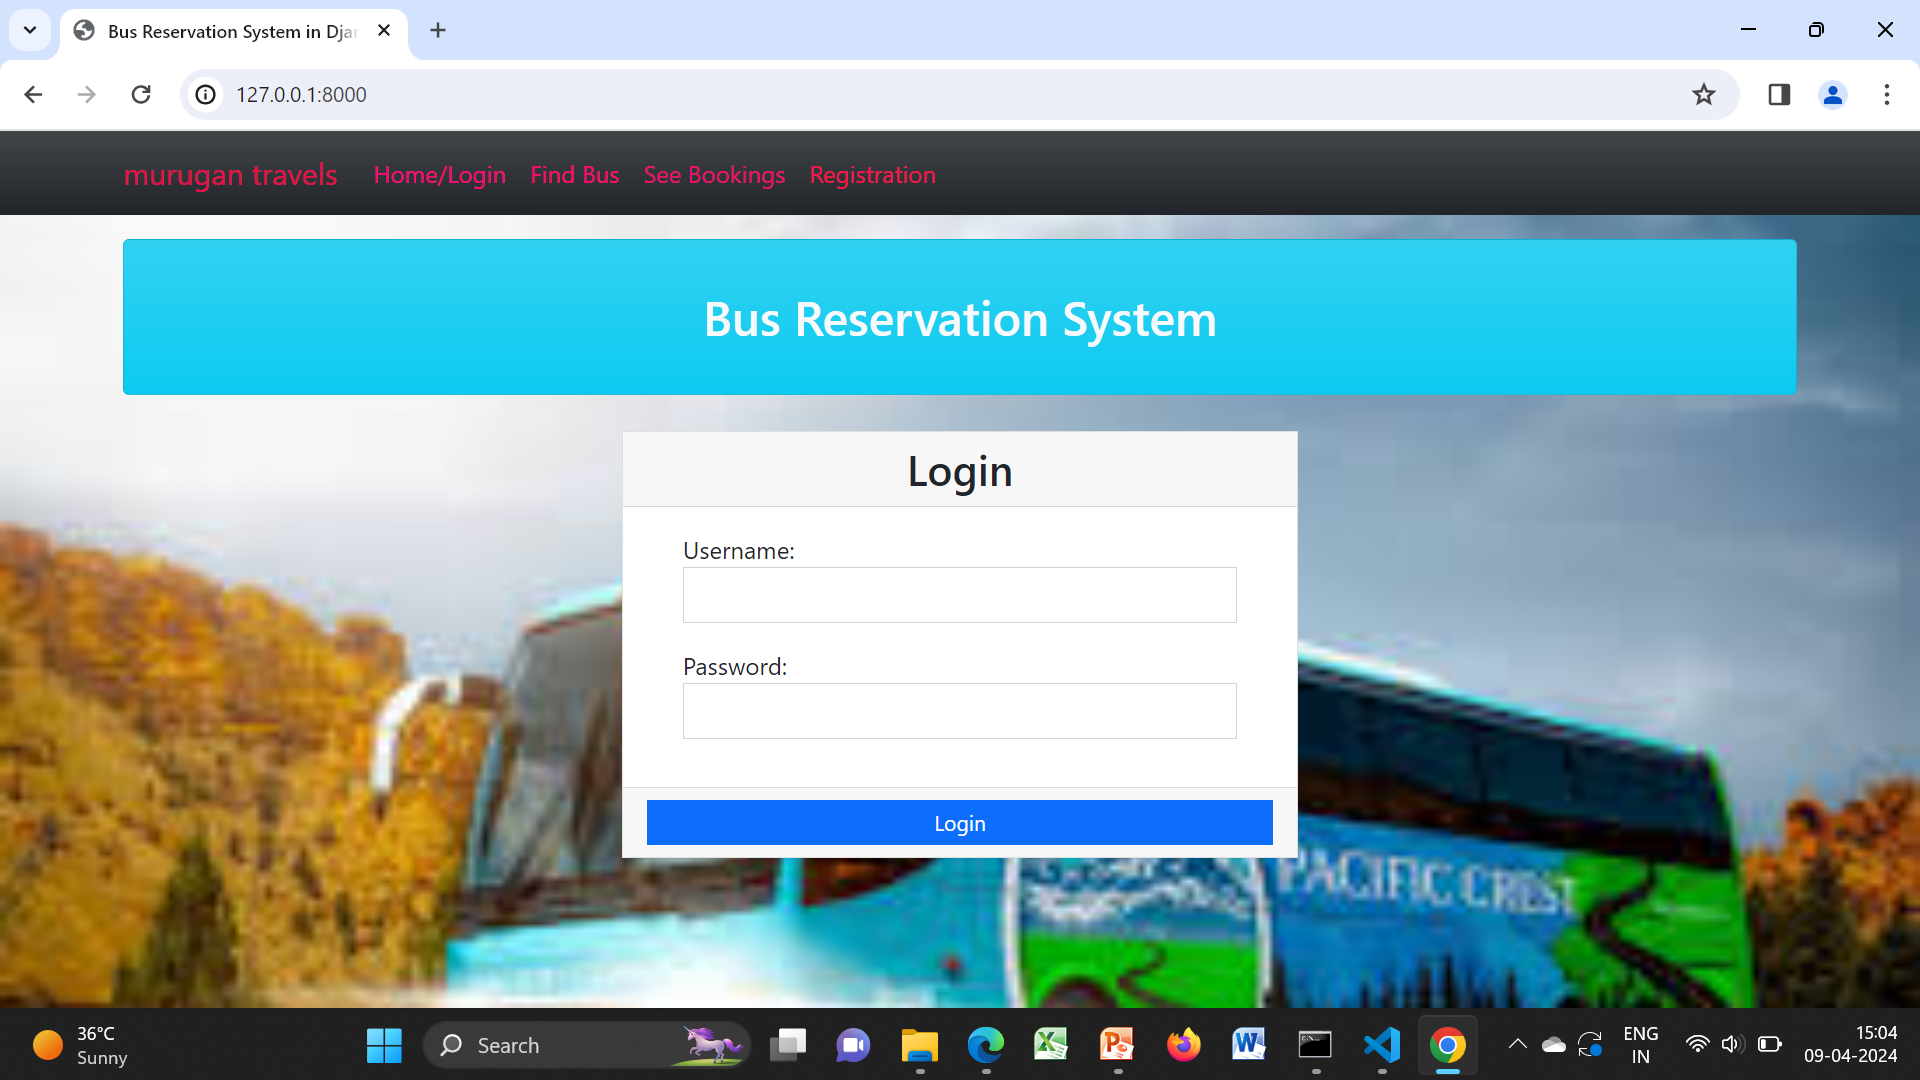 Bus Reservation System in Djan
127.0.0.1:8000
murugan travels Home/Login Find Bus See Bookings Registration
Bus Reservation System
Login
Username:
Password:
Login
PACIFIC CREST
36°C
Sunny
Search
ENG
IN
15:04
09-04-2024